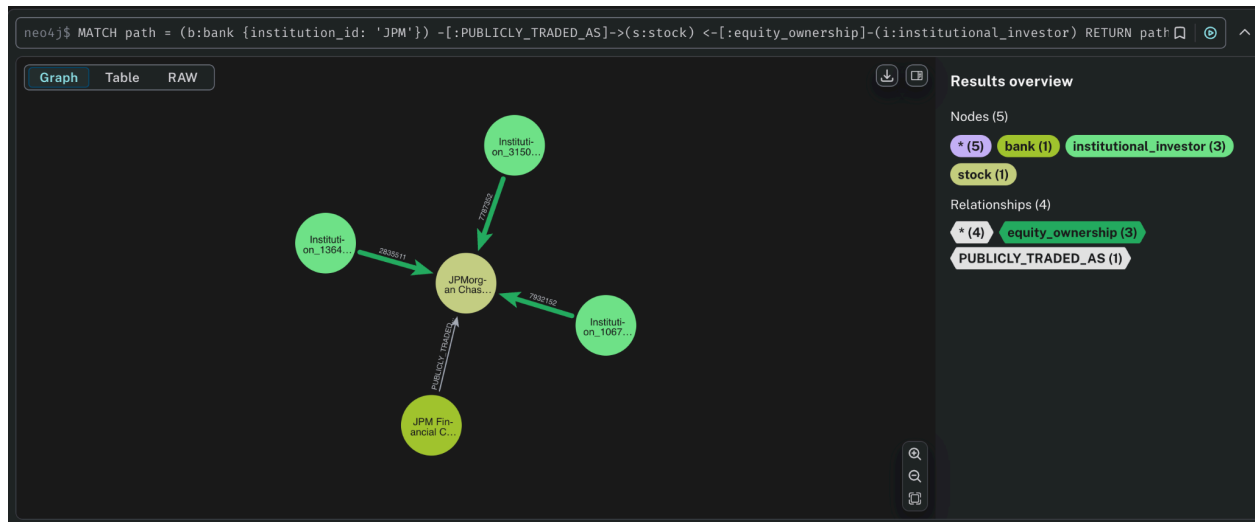 neo4j$ MATCH path = (b:bank {institution_id: 'JPM'}) -[:PUBLICLY_TRADED_AS]->(s:stock) <-[:equity_ownership]-(i:institutional_investor) RETURN path
Graph Table RAW
Results overview
Nodes (5)
* (5) bank (1) institutional_investor (3)
stock (1)
Relationships (4)
* (4) equity_ownership (3)
PUBLICLY_TRADED_AS (1)
Instituti-
on_3150...
7787352
Instituti-
on_1364...
2835511
JPMorg-
an Chas...
7932152
Instituti-
on_1067...
PUBLICLY_TRADED...
JPM Fin-
ancial C...